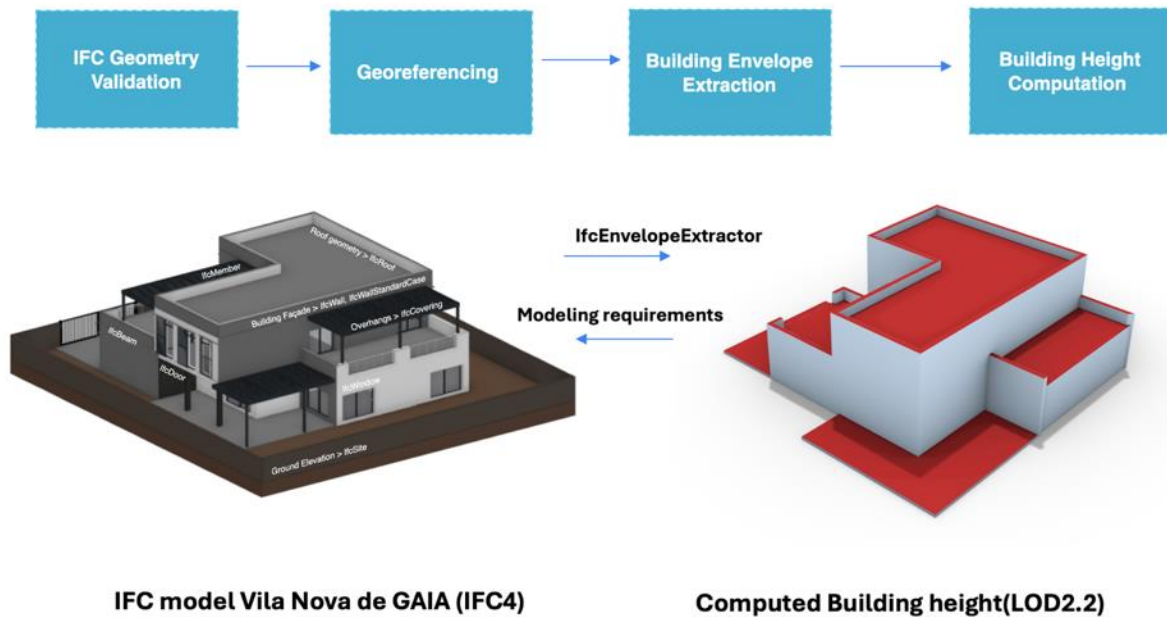 IFC Geometry
Validation
Georeferencing
Building Envelope
Extraction
Building Height
Computation
IfcEnvelopeExtractor
Modeling requirements
Roof geometry > IfcRoof
IfcMember
Building Façade > IfcWall, IfcWallStandardCase
Overhangs > IfcCovering
IfcBeam
IfcDoor
IfcWindow
Ground Elevation > IfcSite
IFC model Vila Nova de GAIA (IFC4)
Computed Building height(LOD2.2)